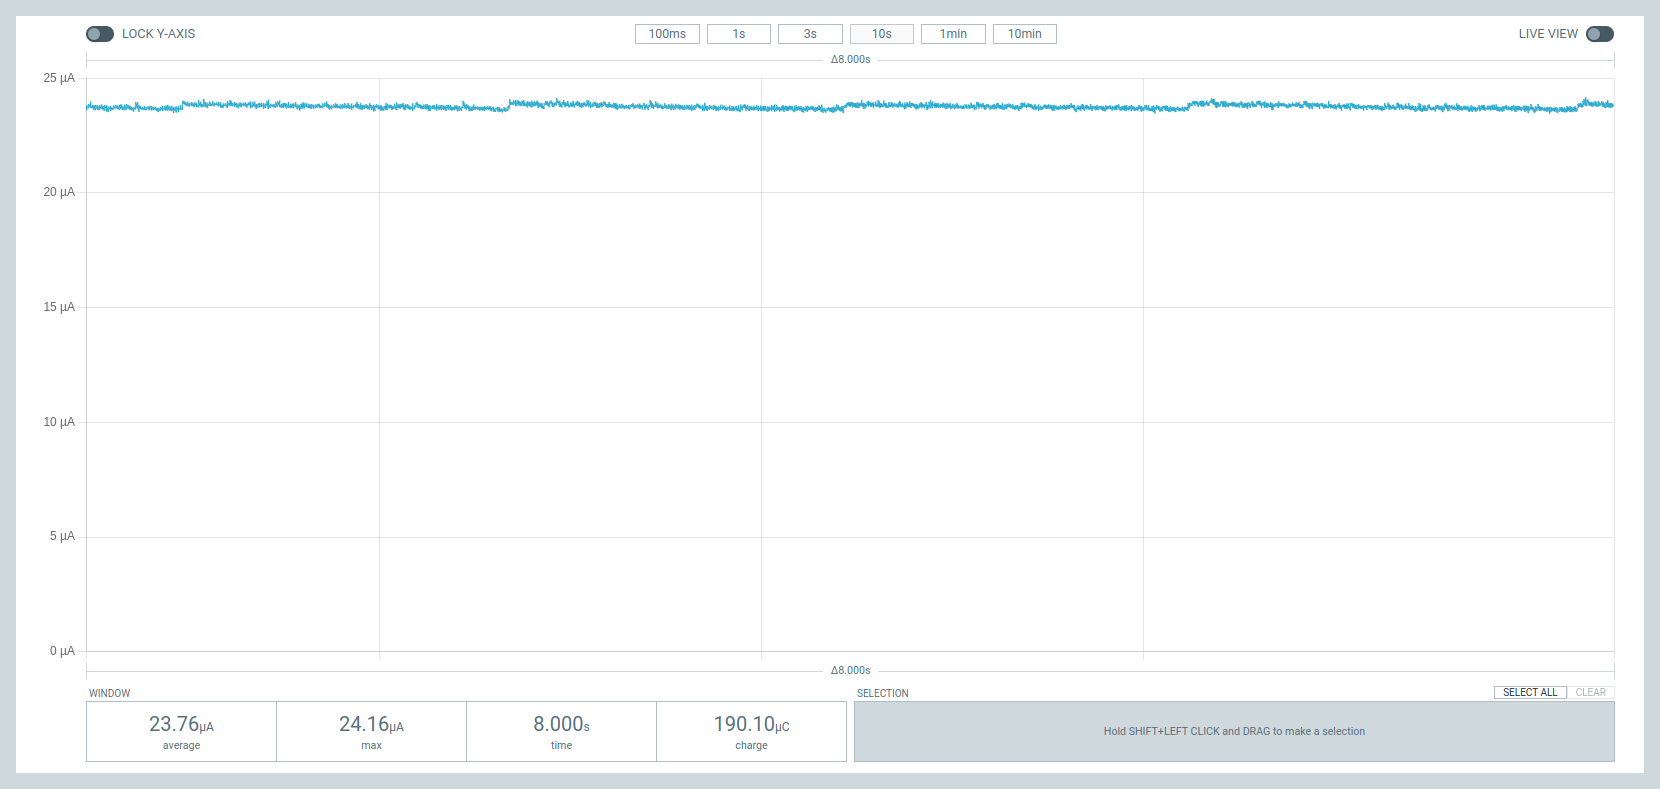 LOCK Y-AXIS 100ms 1s 3s 10s 1min 10min LIVE VIEW
Δ8.000s
25 µA
20 µA
15 µA
10 µA
5 µA
0 µA
Δ8.000s
WINDOW SELECTION SELECT ALL CLEAR
23.76µA 24.16µA 8.000s 190.10µC
average max time charge
Hold SHIFT+LEFT CLICK and DRAG to make a selection